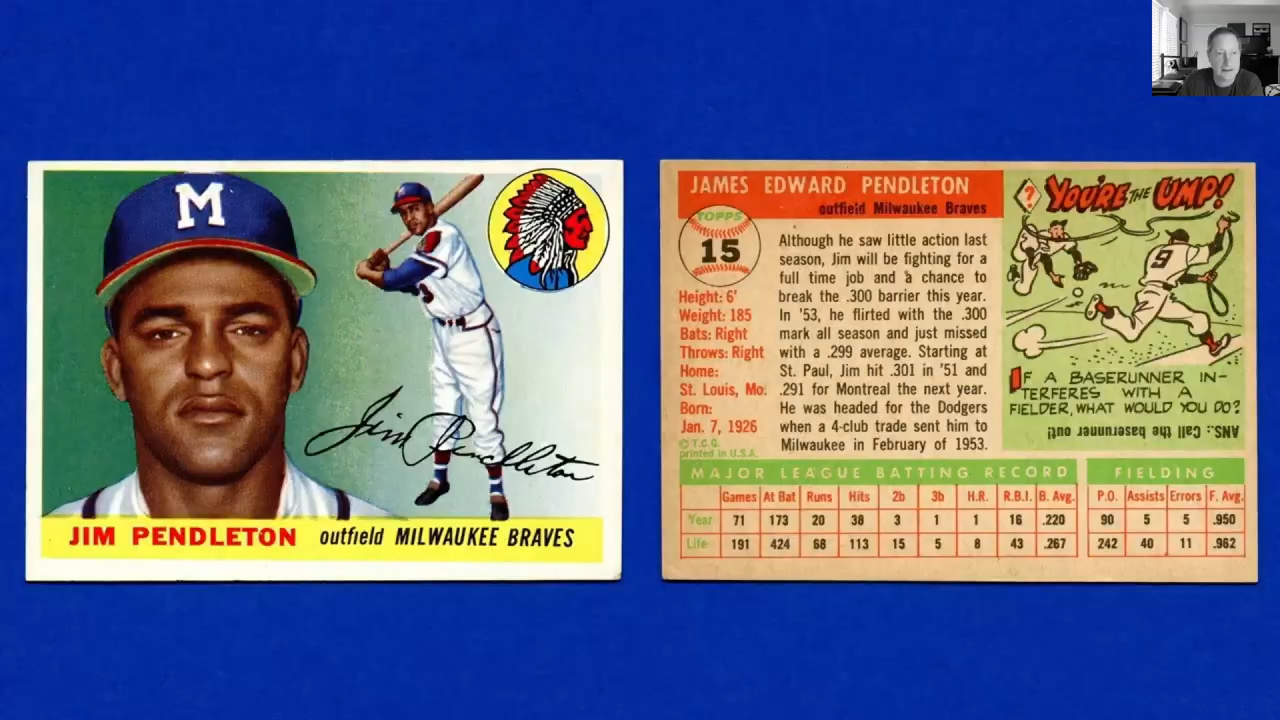 M
Jim Pendleton
JIM PENDLETON outfield MILWAUKEE BRAVES
JAMES EDWARD PENDLETON
outfield Milwaukee Braves
TOPPS
15
Height: 6'
Weight: 185
Bats: Right
Throws: Right
Home:
St. Louis, Mo.
Born:
Jan. 7, 1926
© T.C.G.
printed in U.S.A.
Although he saw little action last
season, Jim will be fighting for a
full time job and a chance to
break the .300 barrier this year.
In '53, he flirted with the .300
mark all season and just missed
with a .299 average. Starting at
St. Paul, Jim hit .301 in '51 and
.291 for Montreal the next year.
He was headed for the Dodgers
when a 4-club trade sent him to
Milwaukee in February of 1953.
? YOU'RE THE UMP!
9
IF A BASERUNNER IN-
TERFERES WITH A
FIELDER, WHAT WOULD YOU DO?
ANS.: Call the baserunner out!
MAJOR LEAGUE BATTING RECORD FIELDING
Games At Bat Runs Hits 2b 3b H.R. R.B.I. B. Avg. P.O. Assists Errors F. Avg.
Year 71 173 20 38 3 1 1 16 .220 90 5 5 .950
Life 191 424 68 113 15 5 8 43 .267 242 40 11 .962